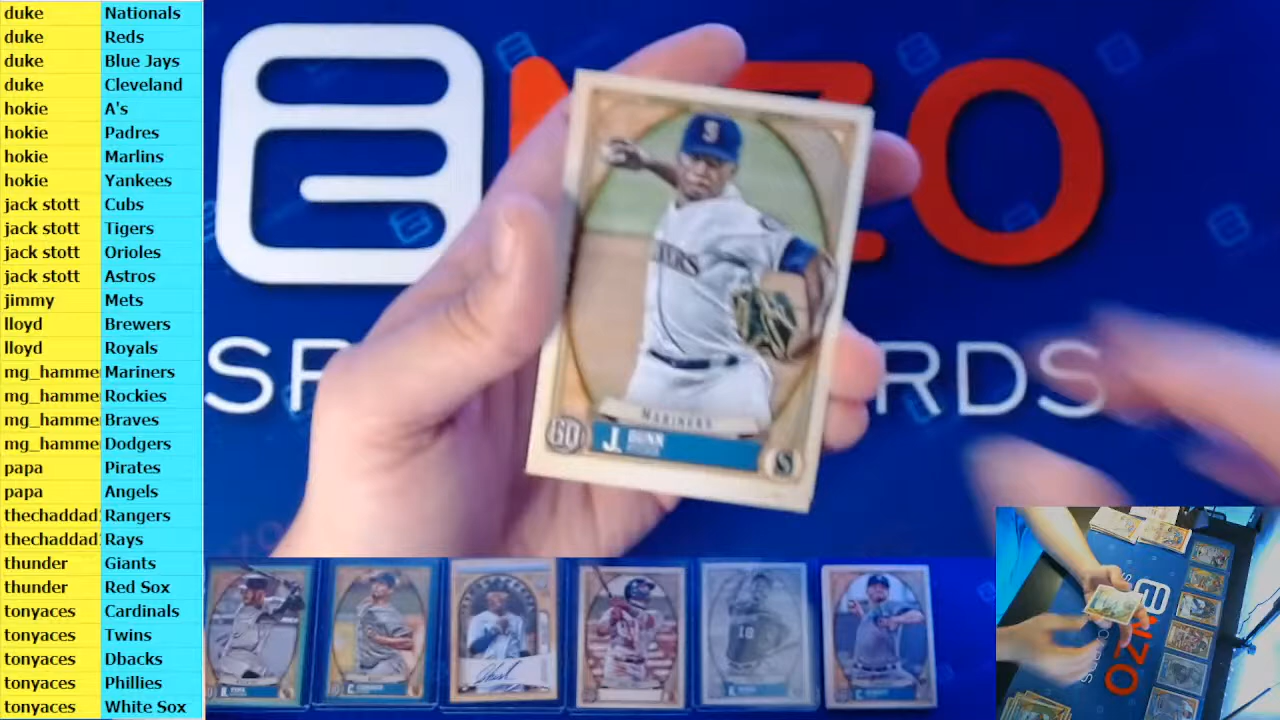 duke Nationals
duke Reds
duke Blue Jays
duke Cleveland
hokie A's
hokie Padres
hokie Marlins
hokie Yankees
jack stott Cubs
jack stott Tigers
jack stott Orioles
jack stott Astros
jimmy Mets
lloyd Brewers
lloyd Royals
mg_hamme Mariners
mg_hamme Rockies
mg_hamme Braves
mg_hamme Dodgers
papa Pirates
papa Angels
thechaddad Rangers
thechaddad Rays
thunder Giants
thunder Red Sox
tonyaces Cardinals
tonyaces Twins
tonyaces Dbacks
tonyaces Phillies
tonyaces White Sox
ZO
SP RDS
MARINERS
GQ J. DUNN
S